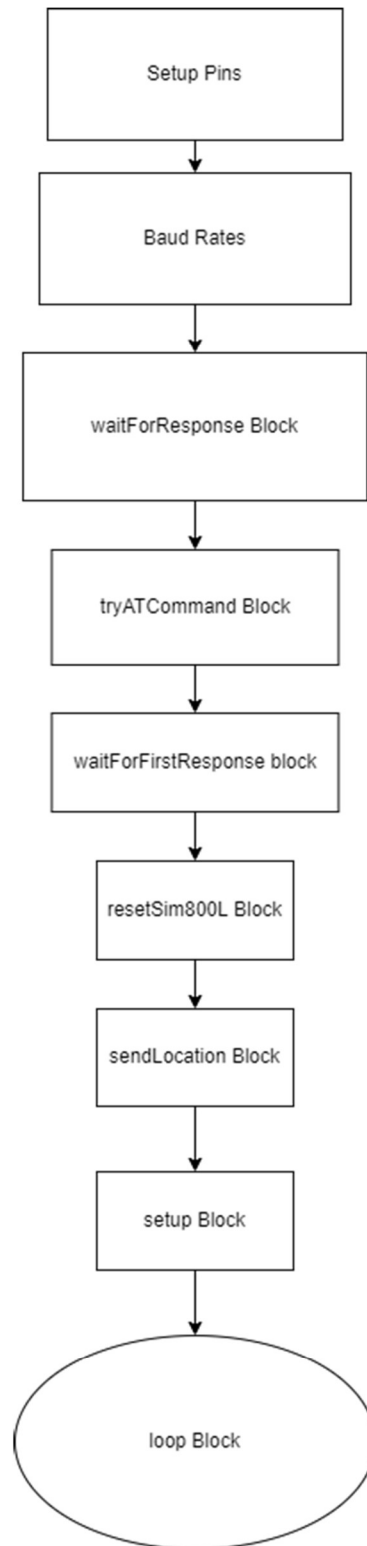 Setup Pins
Baud Rates
waitForResponse Block
tryATCommand Block
waitForFirstResponse block
resetSim800L Block
sendLocation Block
setup Block
loop Block